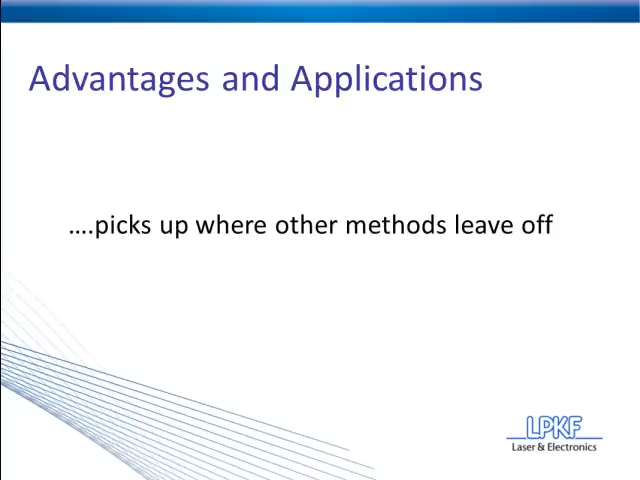 Advantages and Applications
....picks up where other methods leave off
LPKF
Laser & Electronics